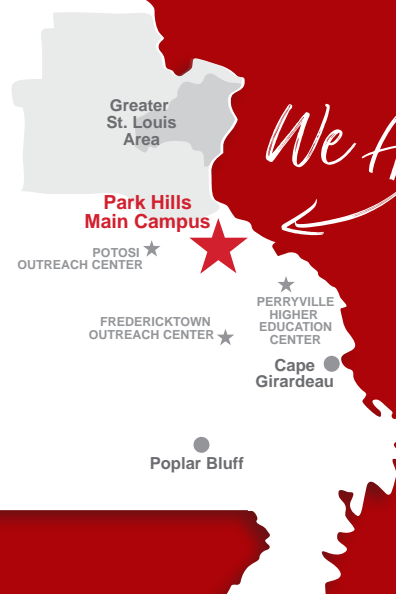 Greater
St. Louis
Area
We
Park Hills
Main Campus
POTOSI
OUTREACH CENTER
PERRYVILLE
HIGHER
EDUCATION
CENTER
FREDERICKTOWN
OUTREACH CENTER
Cape
Girardeau
Poplar Bluff